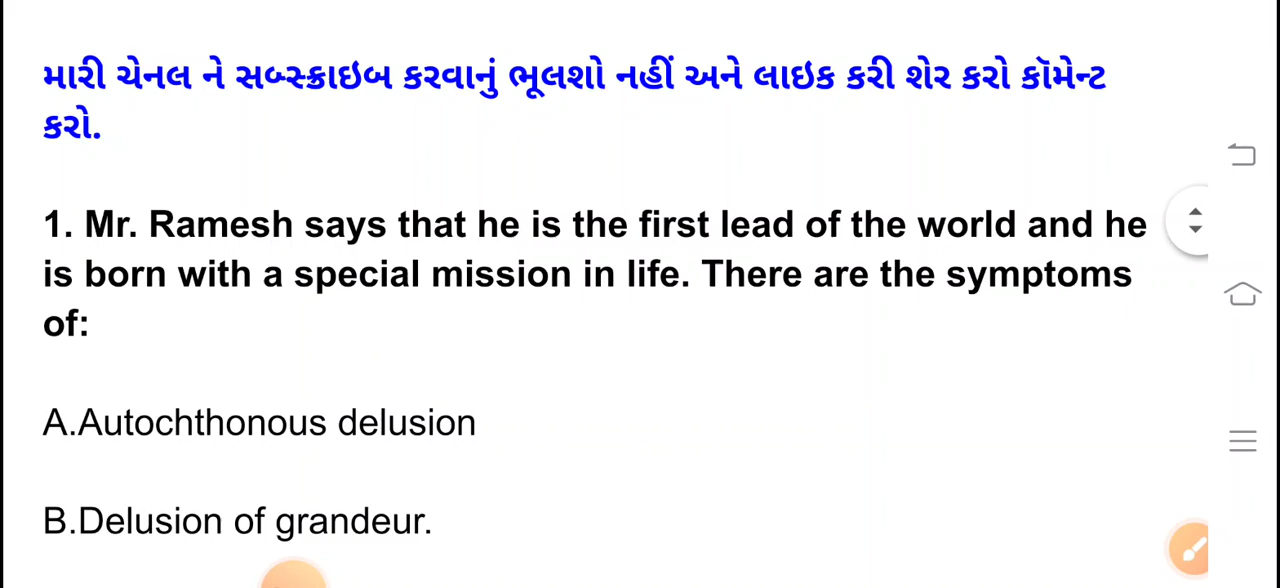 મારી ચેનલ ને સબ્સ્ક્રાઇબ કરવાનું ભૂલશો નહીં અને લાઇક કરી શેર કરો કૉમેન્ટ
કરો.
1. Mr. Ramesh says that he is the first lead of the world and he
is born with a special mission in life. There are the symptoms
of:
A.Autochthonous delusion
B.Delusion of grandeur.